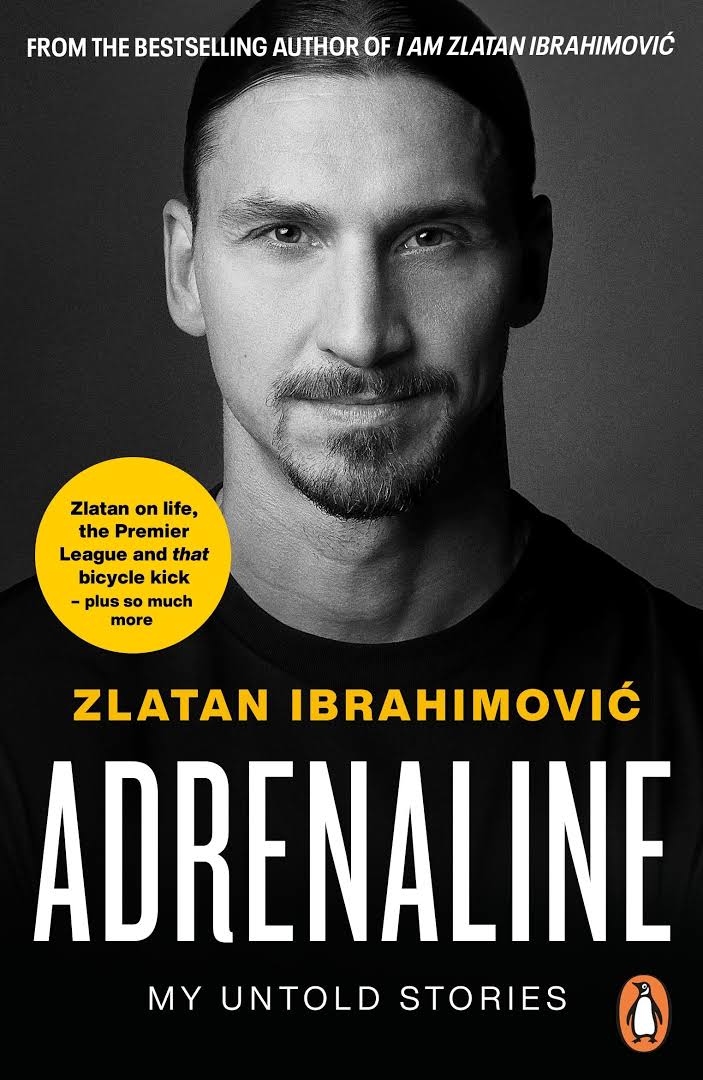 FROM THE BESTSELLING AUTHOR OF I AM ZLATAN IBRAHIMOVIĆ
Zlatan on life,
the Premier
League and that
bicycle kick
– plus so much
more
ZLATAN IBRAHIMOVIĆ
ADRENALINE
MY UNTOLD STORIES